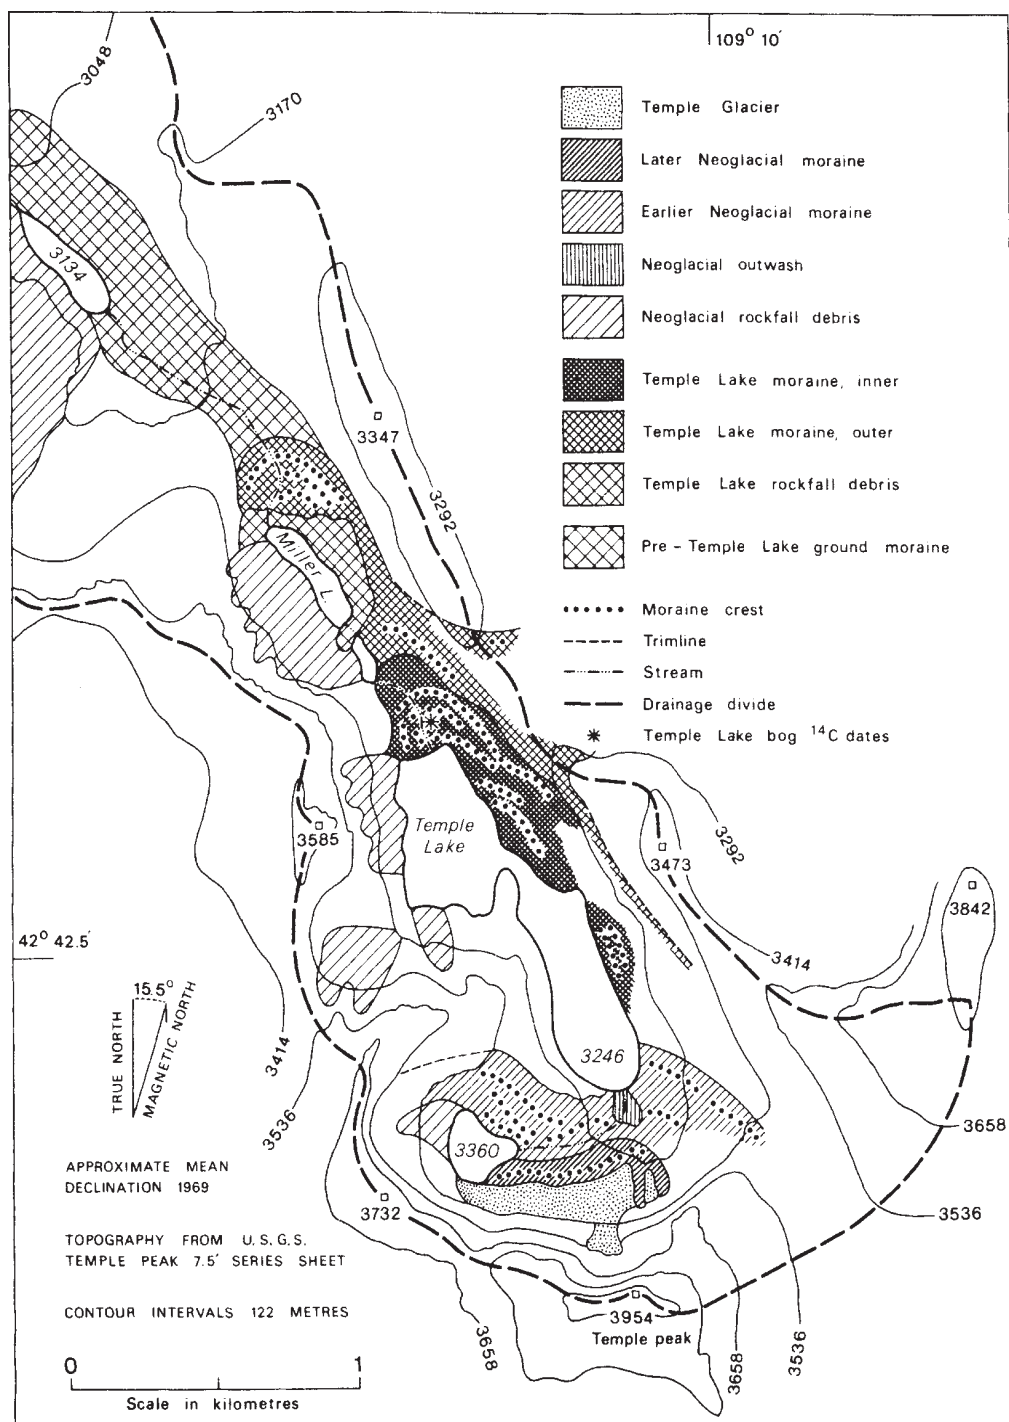 109° 10′
3048
3170
Temple Glacier
Later Neoglacial moraine
Earlier Neoglacial moraine
Neoglacial outwash
Neoglacial rockfall debris
Temple Lake moraine, inner
Temple Lake moraine, outer
Temple Lake rockfall debris
Pre - Temple Lake ground moraine
Moraine crest
Trimline
Stream
Drainage divide
Temple Lake bog ¹⁴C dates
3134
3347
3292
Miller L.
Temple
Lake
3585
3473
3292
3842
42° 42.5′
3414
15.5°
TRUE NORTH
MAGNETIC NORTH
3414
3536
3246
3360
3658
3536
APPROXIMATE MEAN
DECLINATION 1969
3732
TOPOGRAPHY FROM U.S.G.S.
TEMPLE PEAK 7.5′ SERIES SHEET
CONTOUR INTERVALS 122 METRES
3954
Temple peak
3658
3658
3536
0 1
Scale in kilometres